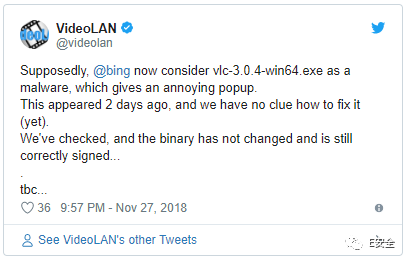 VideoLAN
@videolan
Supposedly, @bing now consider vlc-3.0.4-win64.exe as a
malware, which gives an annoying popup.
This appeared 2 days ago, and we have no clue how to fix it
(yet).
We've checked, and the binary has not changed and is still
correctly signed...
.
tbc...
36 9:57 PM - Nov 27, 2018
See VideoLAN's other Tweets
E安全